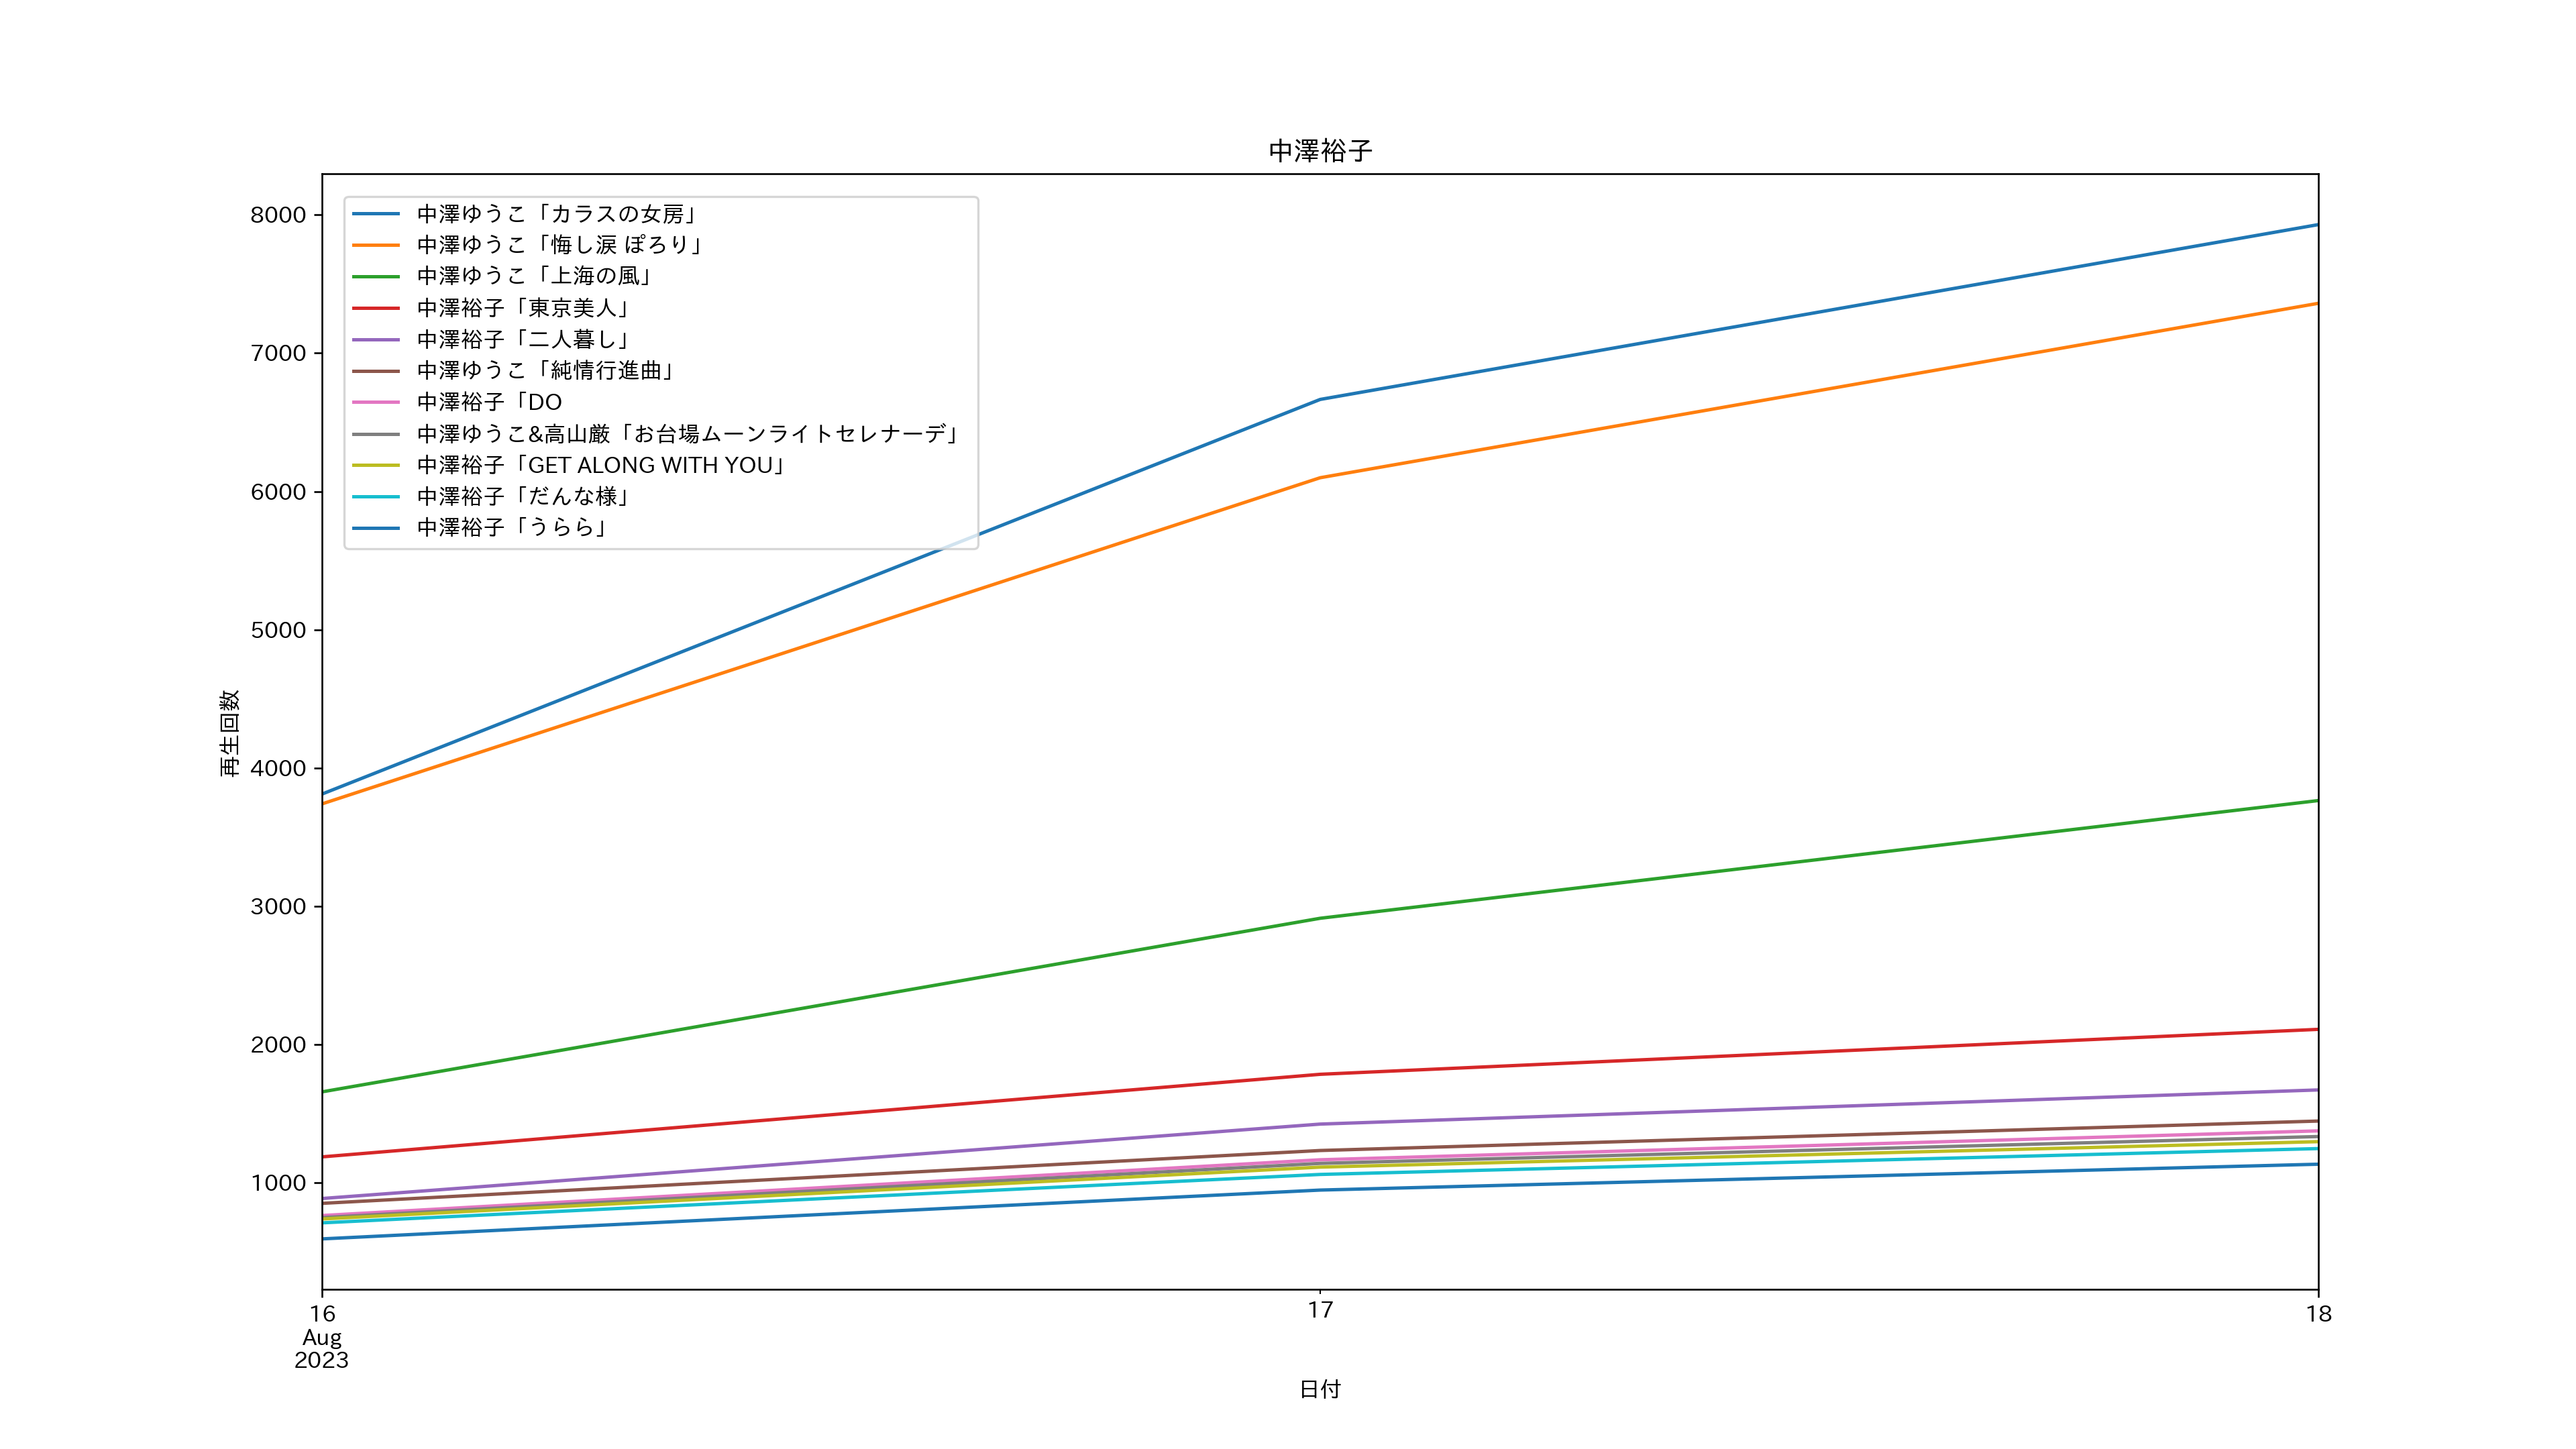 中澤裕子
8000
7000
6000
5000
4000
3000
2000
1000
再生回数
中澤ゆうこ「カラスの女房」
中澤ゆうこ「悔し涙 ぽろり」
中澤ゆうこ「上海の風」
中澤裕子「東京美人」
中澤裕子「二人暮し」
中澤ゆうこ「純情行進曲」
中澤裕子「DO
中澤ゆうこ&高山厳「お台場ムーンライトセレナーデ」
中澤裕子「GET ALONG WITH YOU」
中澤裕子「だんな様」
中澤裕子「うらら」
16
Aug
2023
17
18
日付